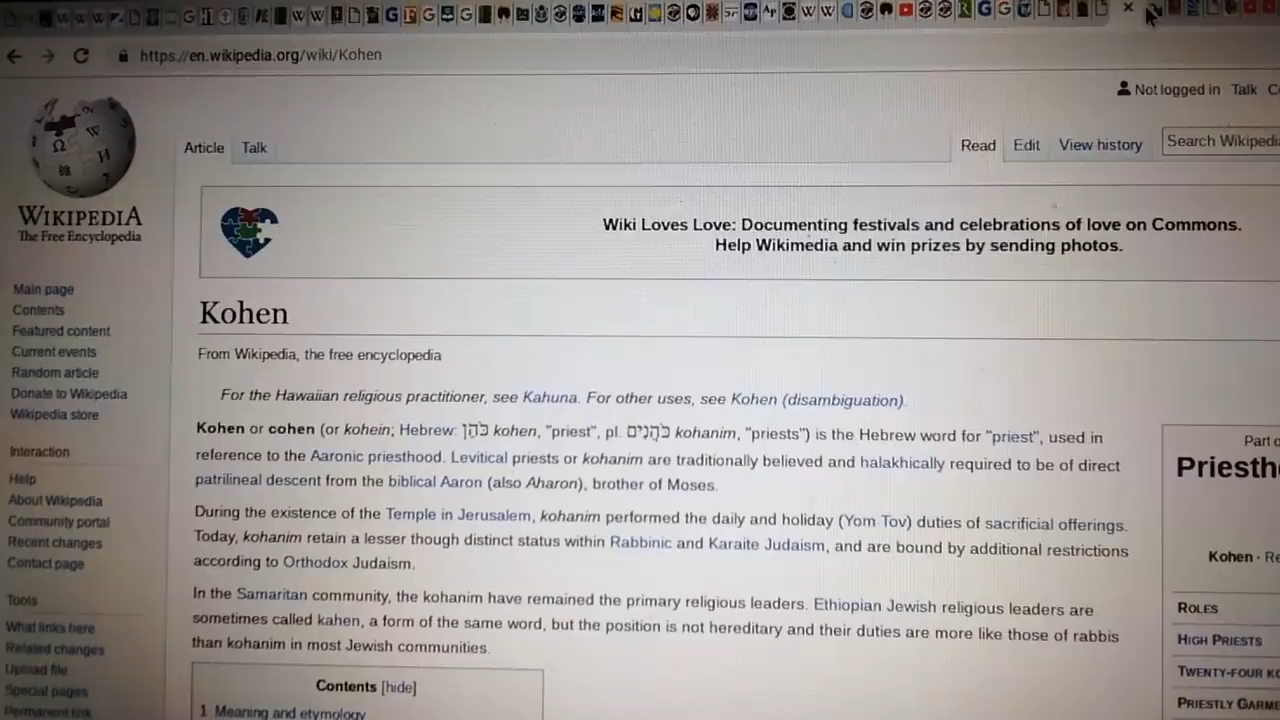 https://en.wikipedia.org/wiki/Kohen
Not logged in Talk
Article Talk
Read Edit View history
WIKIPEDIA
The Free Encyclopedia
Wiki Loves Love: Documenting festivals and celebrations of love on Commons.
Help Wikimedia and win prizes by sending photos.
Main page
Contents
Featured content
Current events
Random article
Donate to Wikipedia
Wikipedia store
Interaction
Help
About Wikipedia
Community portal
Recent changes
Contact page
Tools
What links here
Related changes
Upload file
Special pages
Permanent link
Kohen
From Wikipedia, the free encyclopedia
For the Hawaiian religious practitioner, see Kahuna. For other uses, see Kohen (disambiguation).
Kohen or cohen (or kohein; Hebrew: כֹּהֵן kohen, "priest", pl. כֹּהֲנִים kohanim, "priests") is the Hebrew word for "priest", used in
reference to the Aaronic priesthood. Levitical priests or kohanim are traditionally believed and halakhically required to be of direct
patrilineal descent from the biblical Aaron (also Aharon), brother of Moses.
During the existence of the Temple in Jerusalem, kohanim performed the daily and holiday (Yom Tov) duties of sacrificial offerings.
Today, kohanim retain a lesser though distinct status within Rabbinic and Karaite Judaism, and are bound by additional restrictions
according to Orthodox Judaism.
In the Samaritan community, the kohanim have remained the primary religious leaders. Ethiopian Jewish religious leaders are
sometimes called kahen, a form of the same word, but the position is not hereditary and their duties are more like those of rabbis
than kohanim in most Jewish communities.
Contents [hide]
1 Meaning and etymology
Search Wikipedi
Part o
Priesth
Kohen · Re
ROLES
HIGH PRIESTS
TWENTY-FOUR KO
PRIESTLY GARME